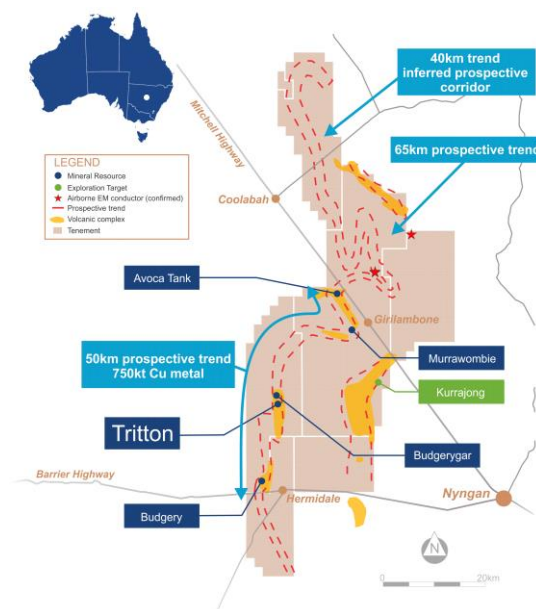 40km trend
inferred prospective
corridor
65km prospective trend
Mitchell Highway
LEGEND
Mineral Resource
Exploration Target
Airborne EM conductor (confirmed)
Prospective trend
Volcanic complex
Tenement
Coolabah
Avoca Tank
Girilambone
Murrawombie
50km prospective trend
750kt Cu metal
Kurrajong
Tritton
Budgerygar
Barrier Highway
Hermidale
Nyngan
Budgery
N
0 20km